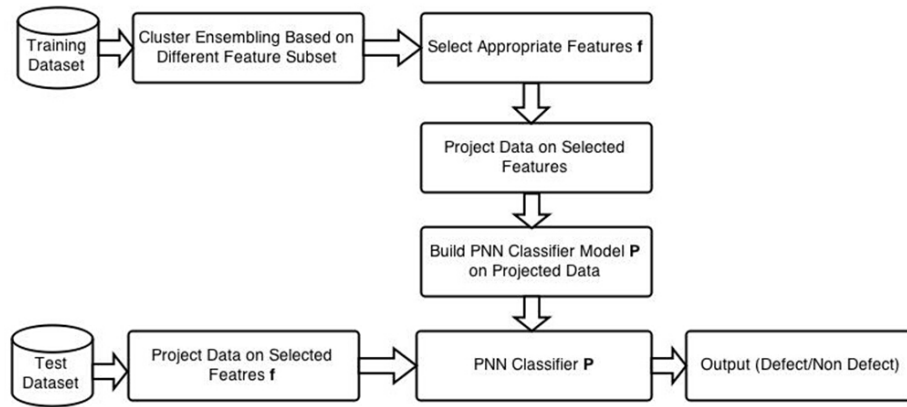 Training
Dataset
Cluster Ensembling Based on
Different Feature Subset
Select Appropriate Features f
Project Data on Selected
Features
Build PNN Classifier Model P
on Projected Data
Test
Dataset
Project Data on Selected
Featres f
PNN Classifier P
Output (Defect/Non Defect)